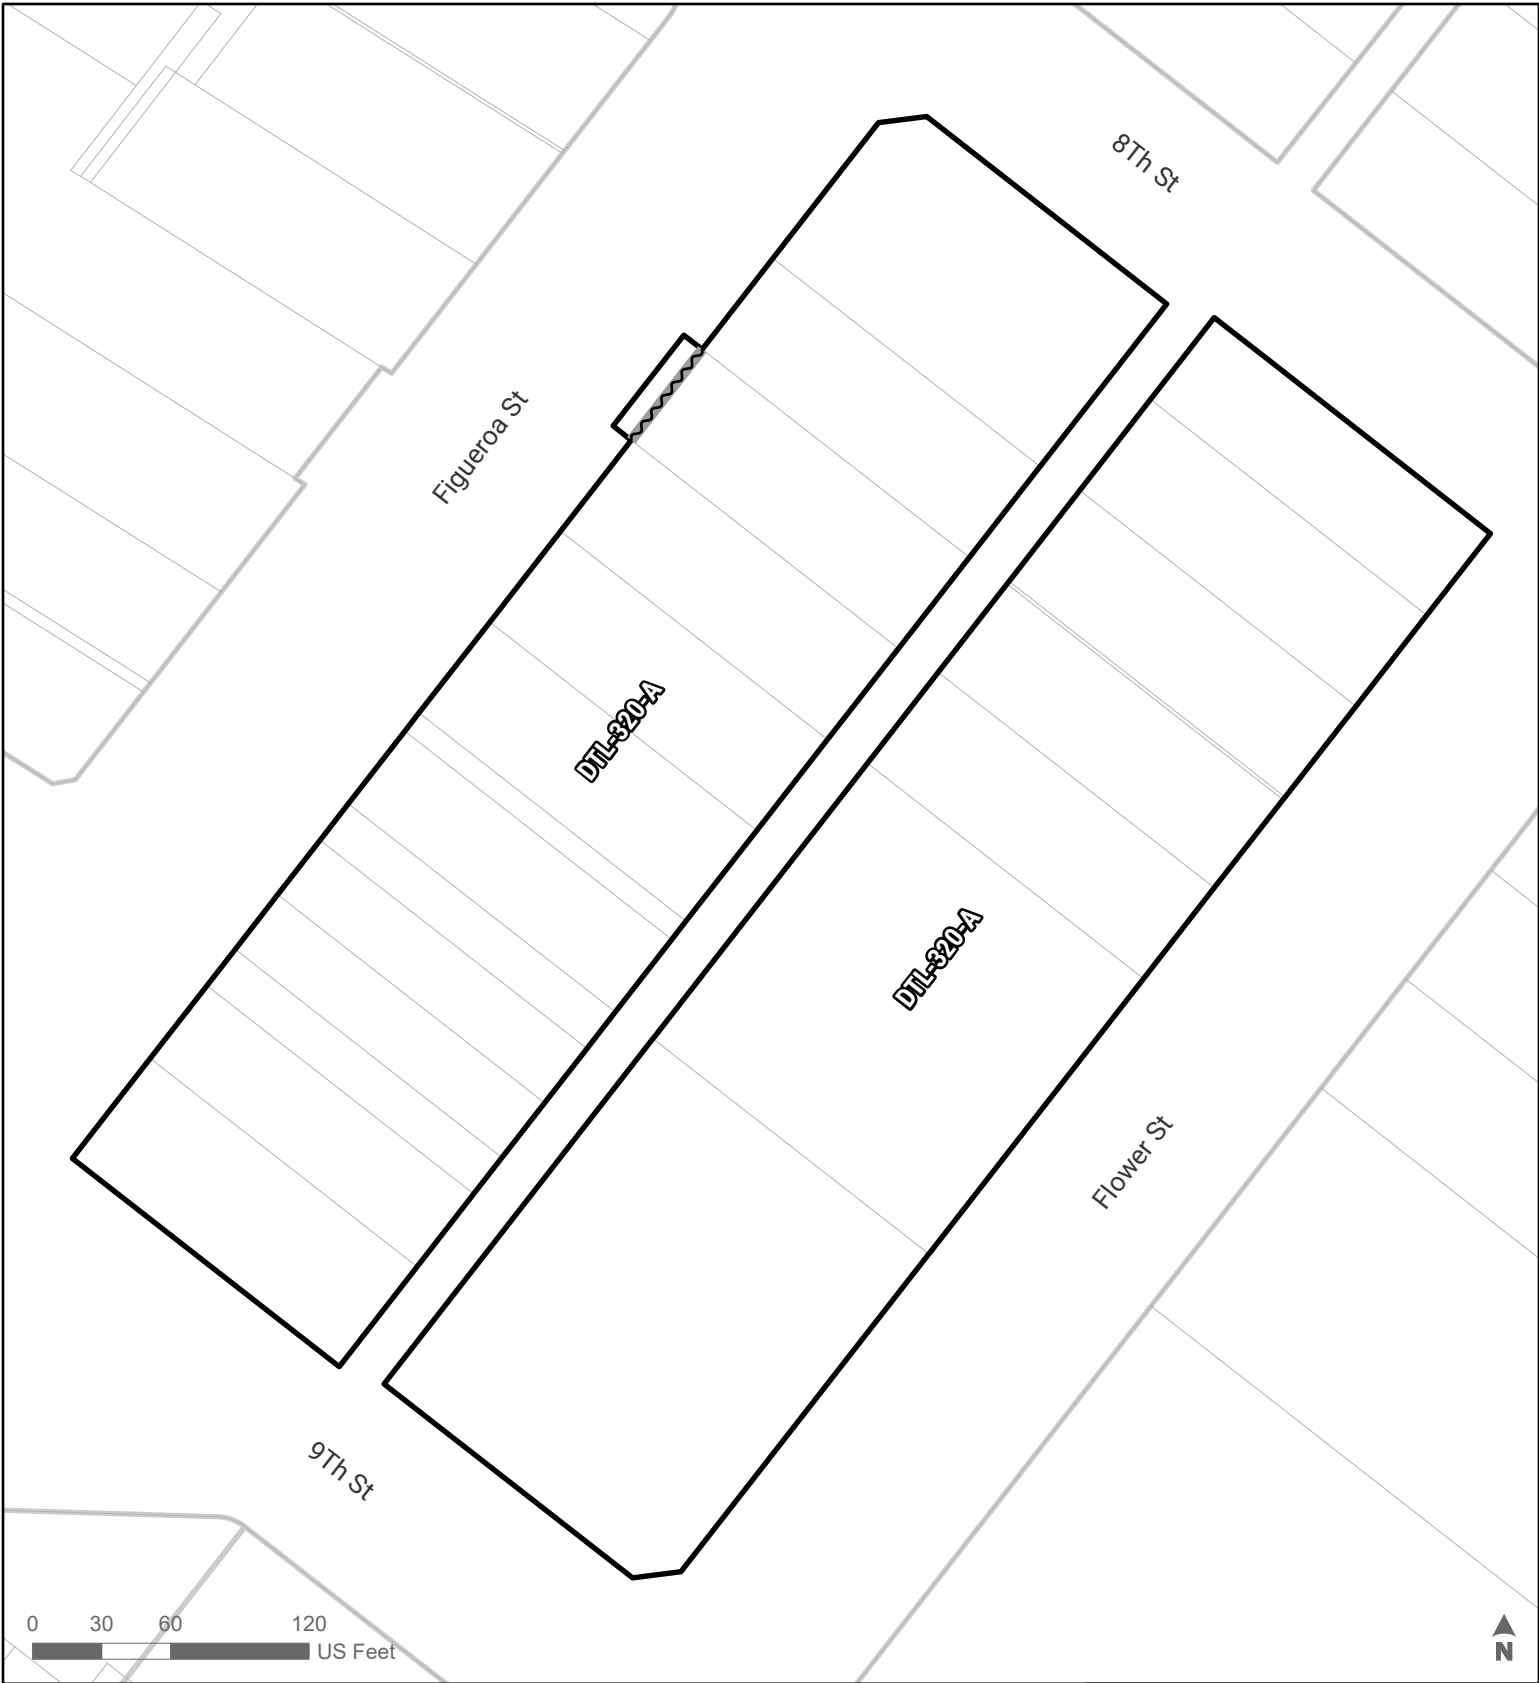 8Th St
Figueroa St
DTL-320-A
DTL-320-A
Flower St
9Th St
0 30 60 120
US Feet
N